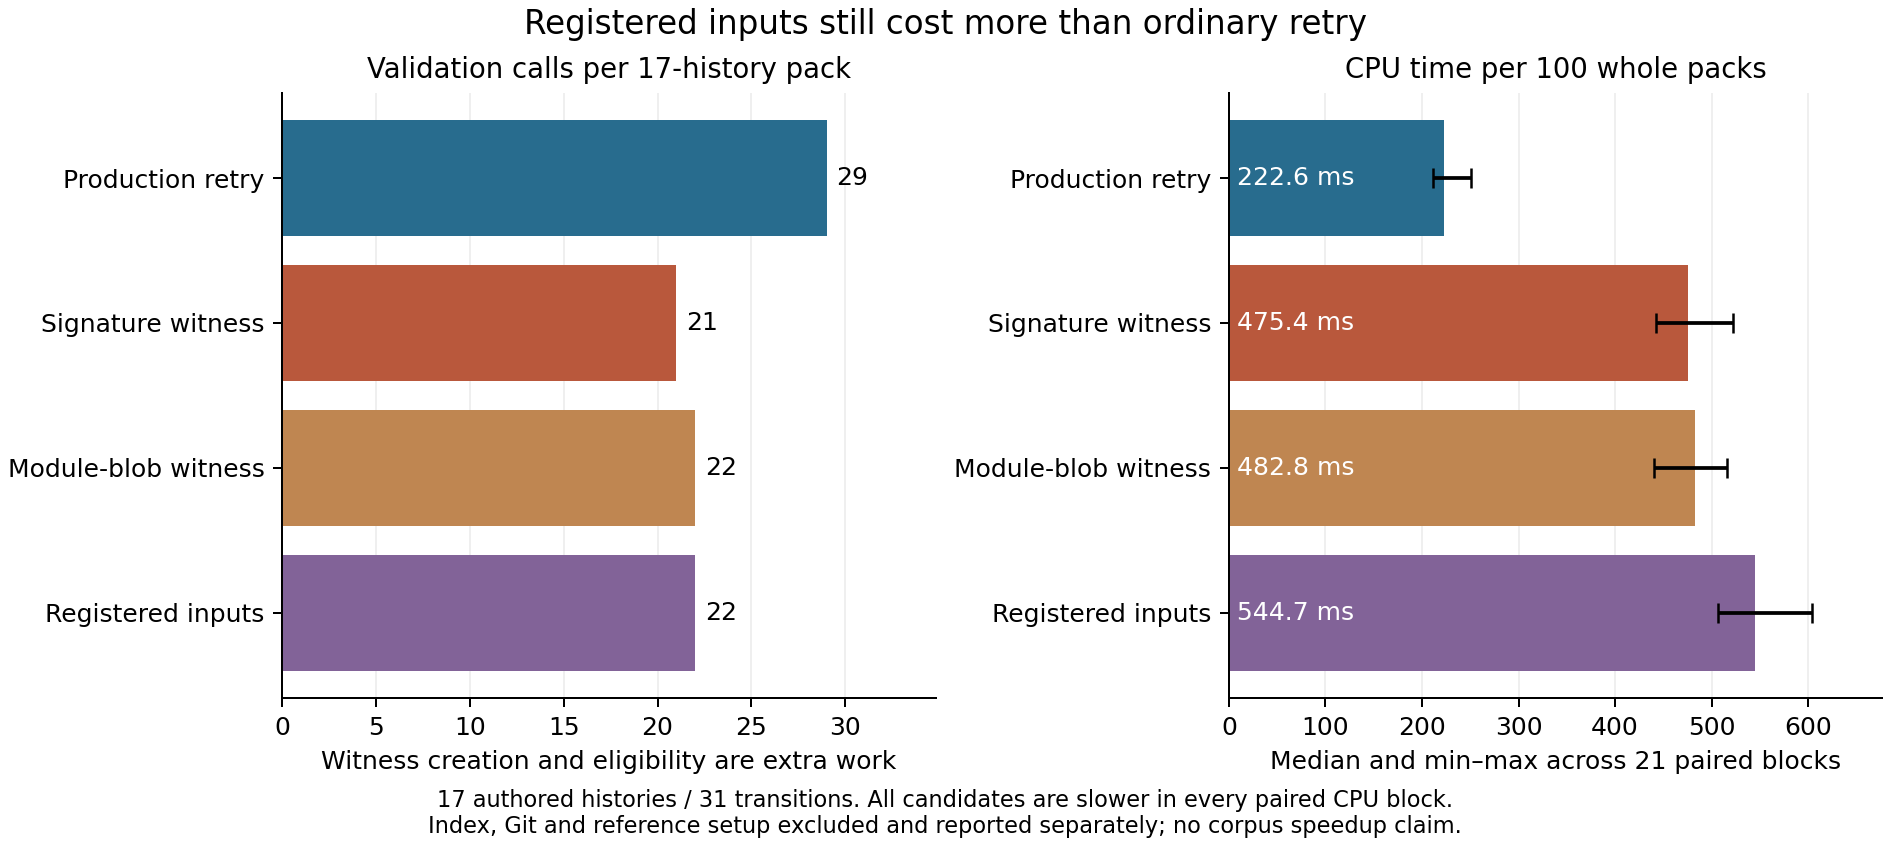 Registered inputs still cost more than ordinary retry
Validation calls per 17-history pack
Production retry
29
Signature witness
21
Module-blob witness
22
Registered inputs
22
0 5 10 15 20 25 30
Witness creation and eligibility are extra work
CPU time per 100 whole packs
Production retry
222.6 ms
Signature witness
475.4 ms
Module-blob witness
482.8 ms
Registered inputs
544.7 ms
0 100 200 300 400 500 600
Median and min–max across 21 paired blocks
17 authored histories / 31 transitions. All candidates are slower in every paired CPU block.
Index, Git and reference setup excluded and reported separately; no corpus speedup claim.